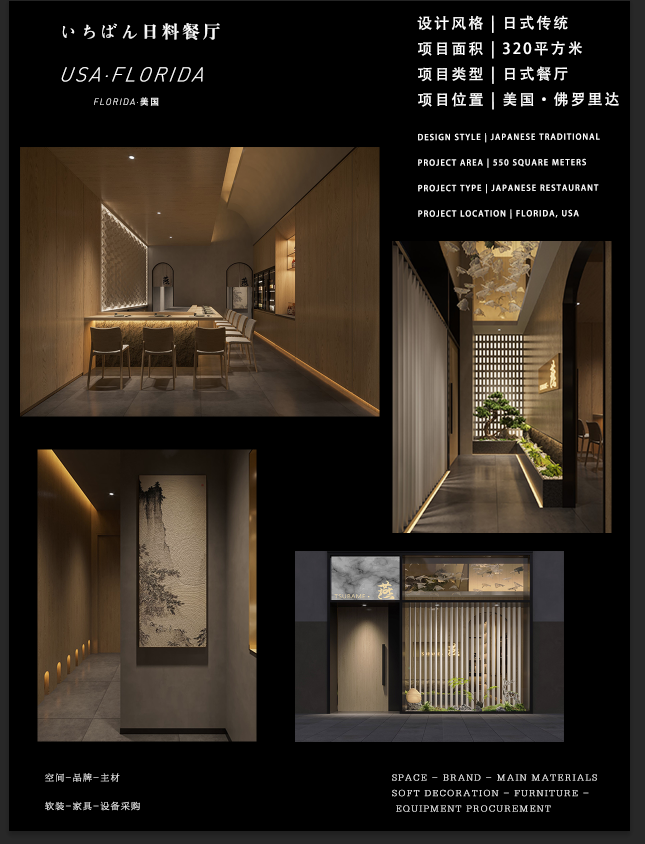 いちばん日料餐厅
USA·FLORIDA
FLORIDA·美国
设计风格 | 日式传统
项目面积 | 320平方米
项目类型 | 日式餐厅
项目位置 | 美国·佛罗里达
DESIGN STYLE | JAPANESE TRADITIONAL
PROJECT AREA | 550 SQUARE METERS
PROJECT TYPE | JAPANESE RESTAURANT
PROJECT LOCATION | FLORIDA, USA
燕
TSUBAME
燕
燕
空间-品牌-主材
软装-家具-设备采购
SPACE - BRAND - MAIN MATERIALS
SOFT DECORATION - FURNITURE -
EQUIPMENT PROCUREMENT